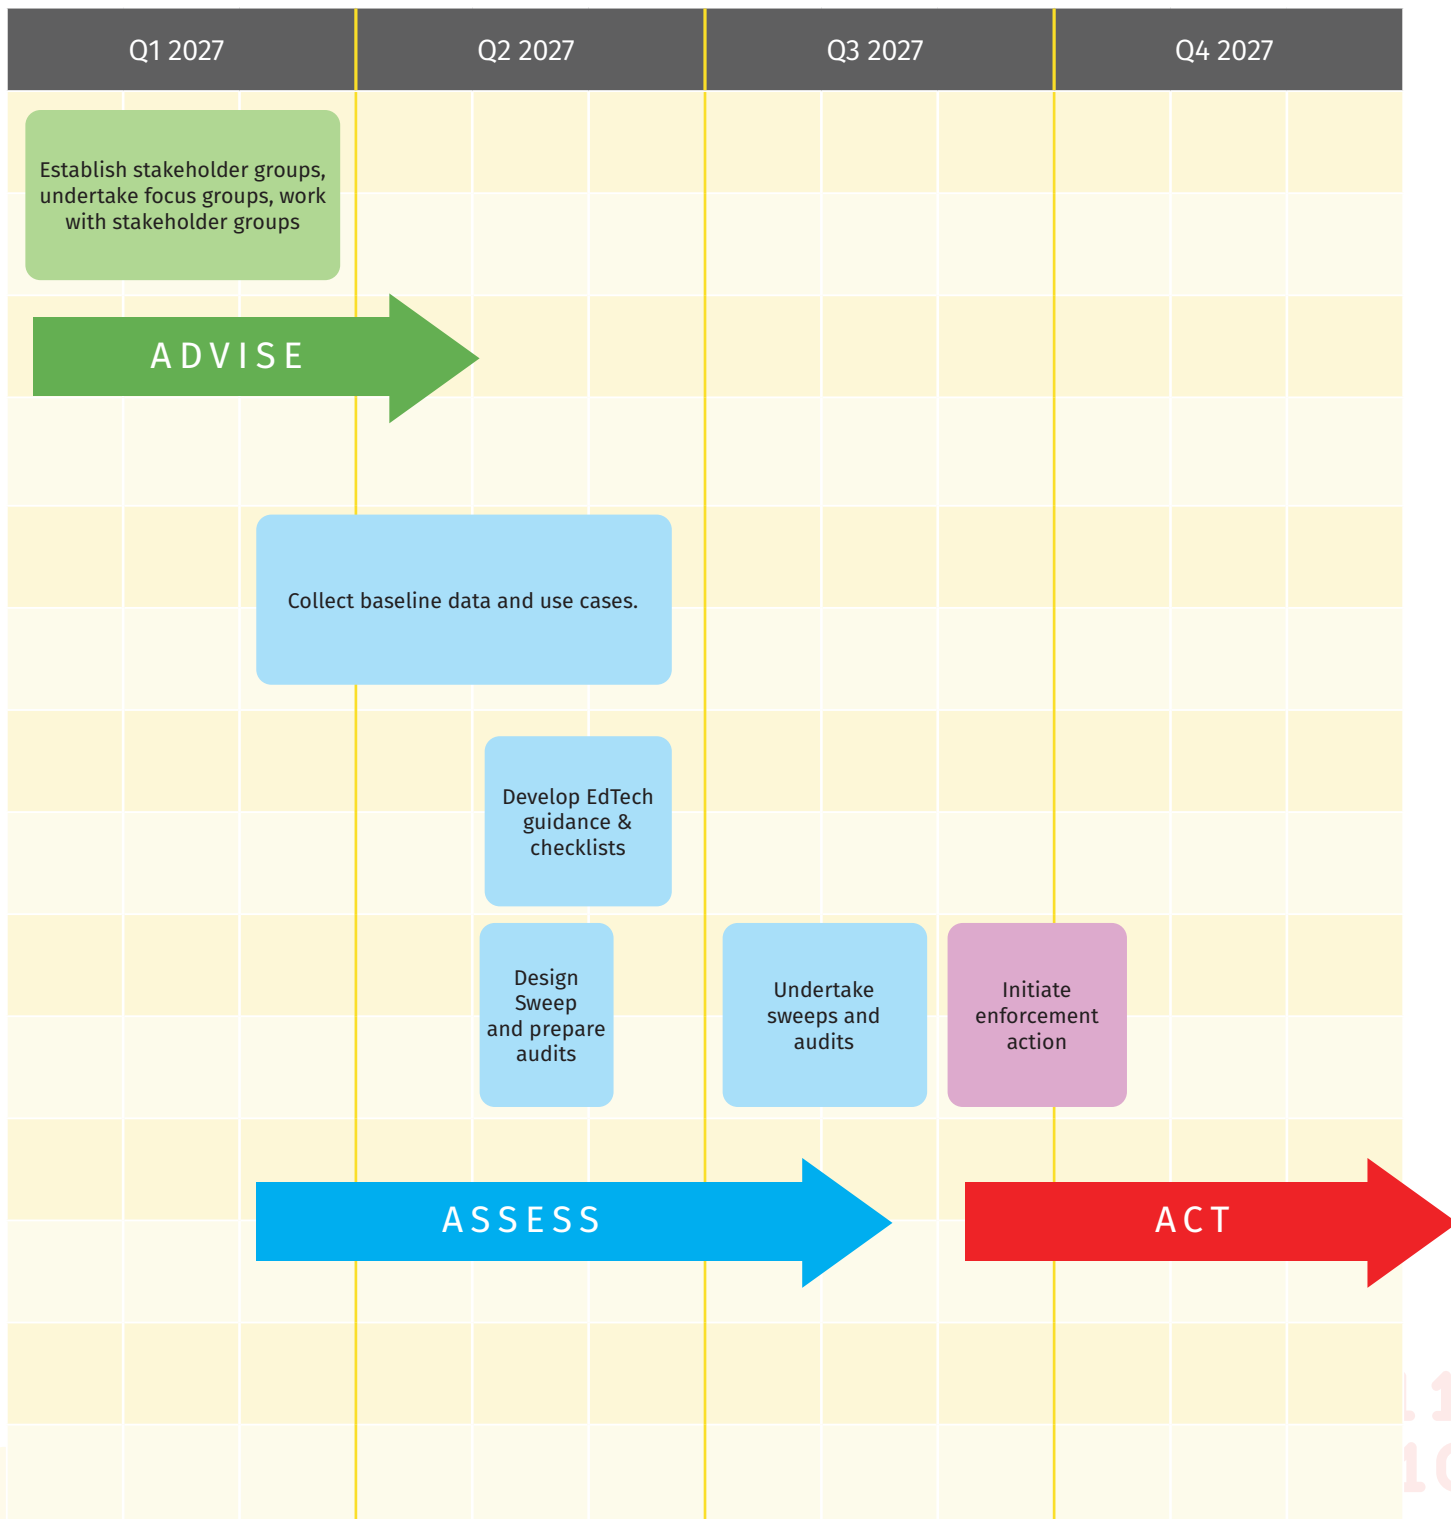 Q1 2027
Q2 2027
Q3 2027
Q4 2027
Establish stakeholder groups,
undertake focus groups, work
with stakeholder groups
ADVISE
Collect baseline data and use cases.
Develop EdTech
guidance &
checklists
Design
Sweep
and prepare
audits
Undertake
sweeps and
audits
Initiate
enforcement
action
ASSESS
ACT